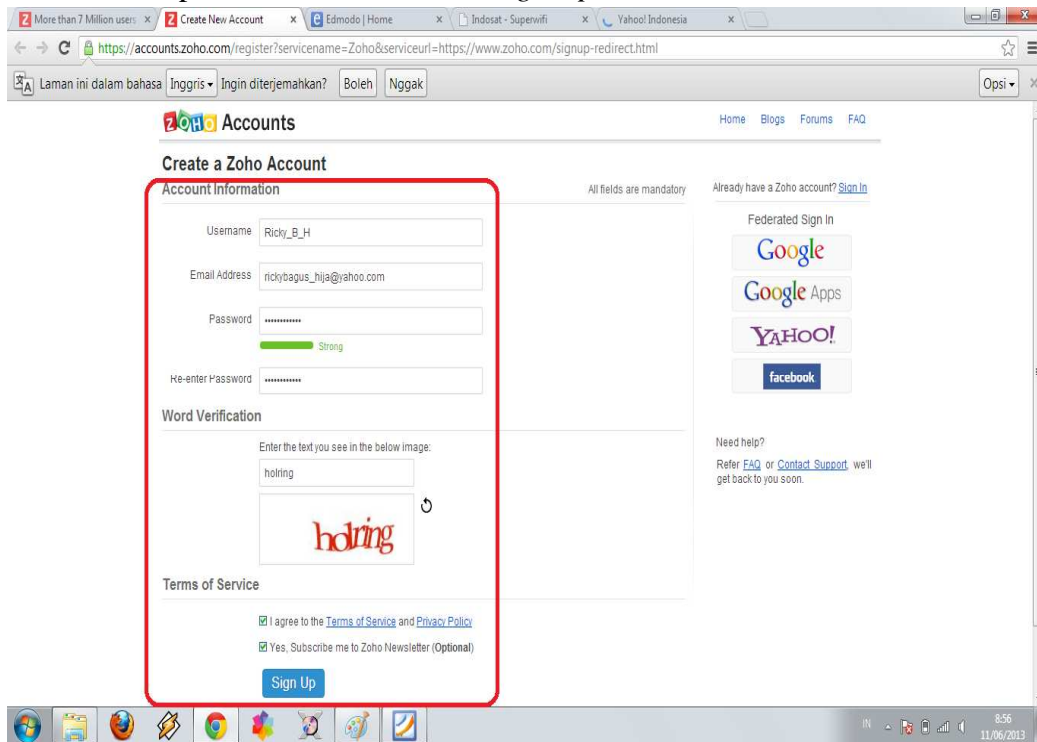 More than 7 Million users
Create New Account
Edmodo | Home
Indosat - Superwifi
Yahoo! Indonesia
https://accounts.zoho.com/register?servicename=Zoho&serviceurl=https://www.zoho.com/signup-redirect.html
Laman ini dalam bahasa Inggris Ingin diterjemahkan? Boleh Nggak Opsi
ZOHO Accounts
Home Blogs Forums FAQ
Create a Zoho Account
Account Information
All fields are mandatory
Already have a Zoho account? Sign In
Federated Sign In
Username Ricky_B_H
Google
Email Address rickybagus_hija@yahoo.com
Google Apps
Password ••••••••••••
YAHOO!
Strong
Re-enter Password ••••••••••••
facebook
Word Verification
Enter the text you see in the below image:
Need help?
holring
Refer FAQ or Contact Support, we'll
get back to you soon.
holring
Terms of Service
I agree to the Terms of Service and Privacy Policy
Yes, Subscribe me to Zoho Newsletter (Optional)
Sign Up
IN
8:56
11/06/2013